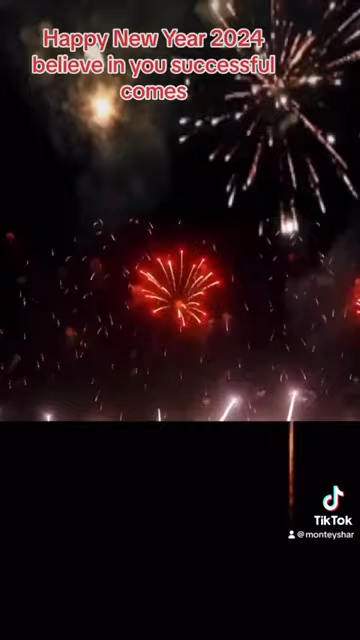 Happy New Year 2024
believe in you successful
comes
TikTok
@monteyshar